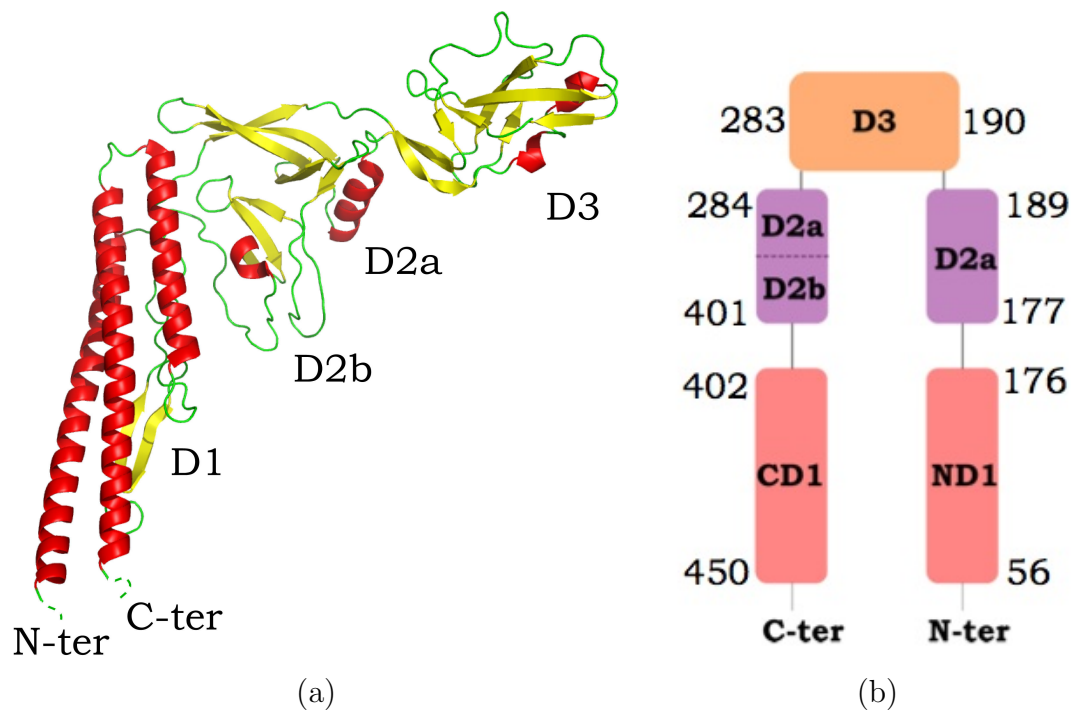 D3
D2a
D2b
D1
N-ter
C-ter
(a)
283 D3 190
284 D2a 189
D2a
D2b
401 177
402 176
CD1 ND1
450 56
C-ter N-ter
(b)